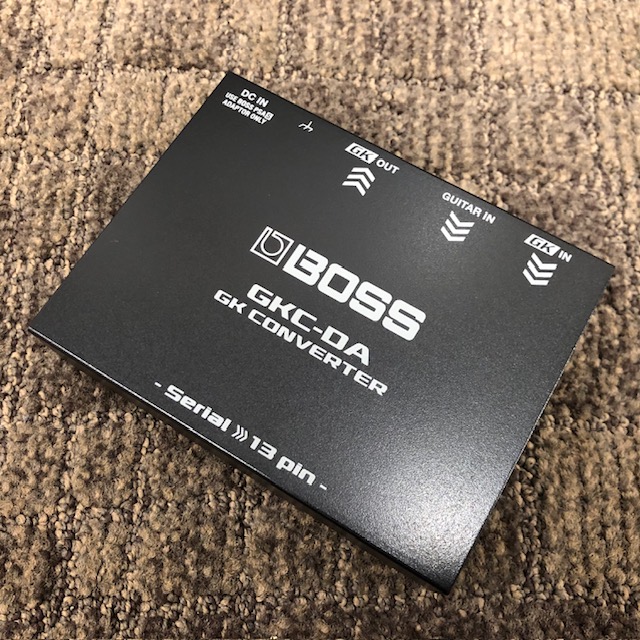 DC IN
USE BOSS PSA-S
ADAPTOR ONLY
GK OUT
GUITAR IN
GK IN
BOSS
GKC-DA
GK CONVERTER
- Serial >>> 13 pin -